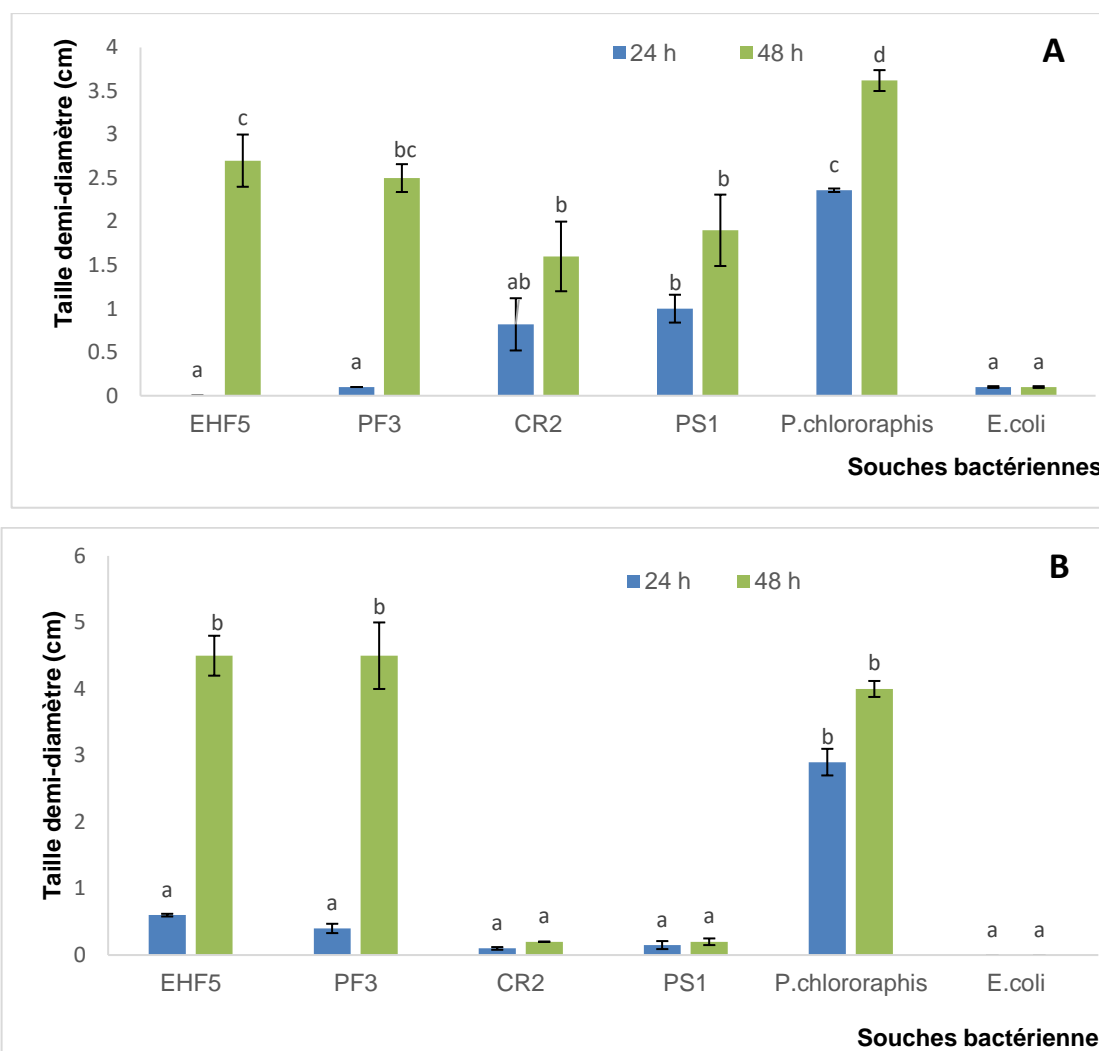 A
24 h 48 h
Taille demi-diamètre (cm)
4
3.5
3
2.5
2
1.5
1
0.5
0
a c
a bc
ab b
b b
c d
a a
EHF5 PF3 CR2 PS1 P.chlororaphis E.coli
Souches bactériennes
B
24 h 48 h
Taille demi-diamètre (cm)
6
5
4
3
2
1
0
a b
a b
a a
a a
b b
a a
EHF5 PF3 CR2 PS1 P.chlororaphis E.coli
Souches bactérienne